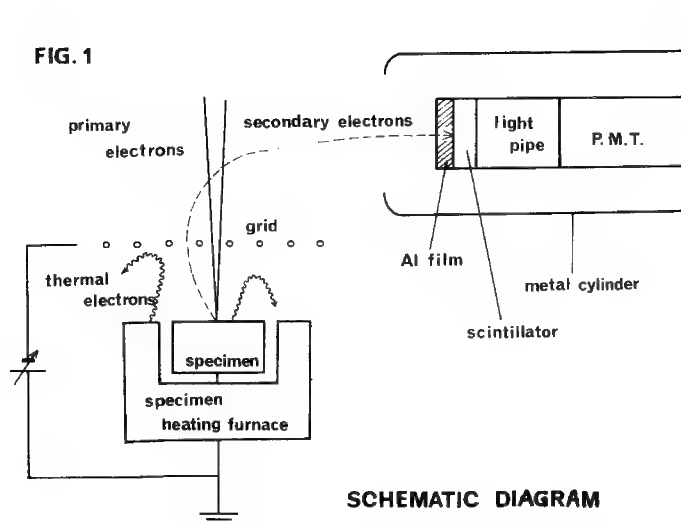 FIG. 1
primary
electrons
secondary electrons
light
pipe
P.M.T.
grid
thermal
electrons
Al film
metal cylinder
scintillator
specimen
specimen
heating furnace
SCHEMATIC DIAGRAM